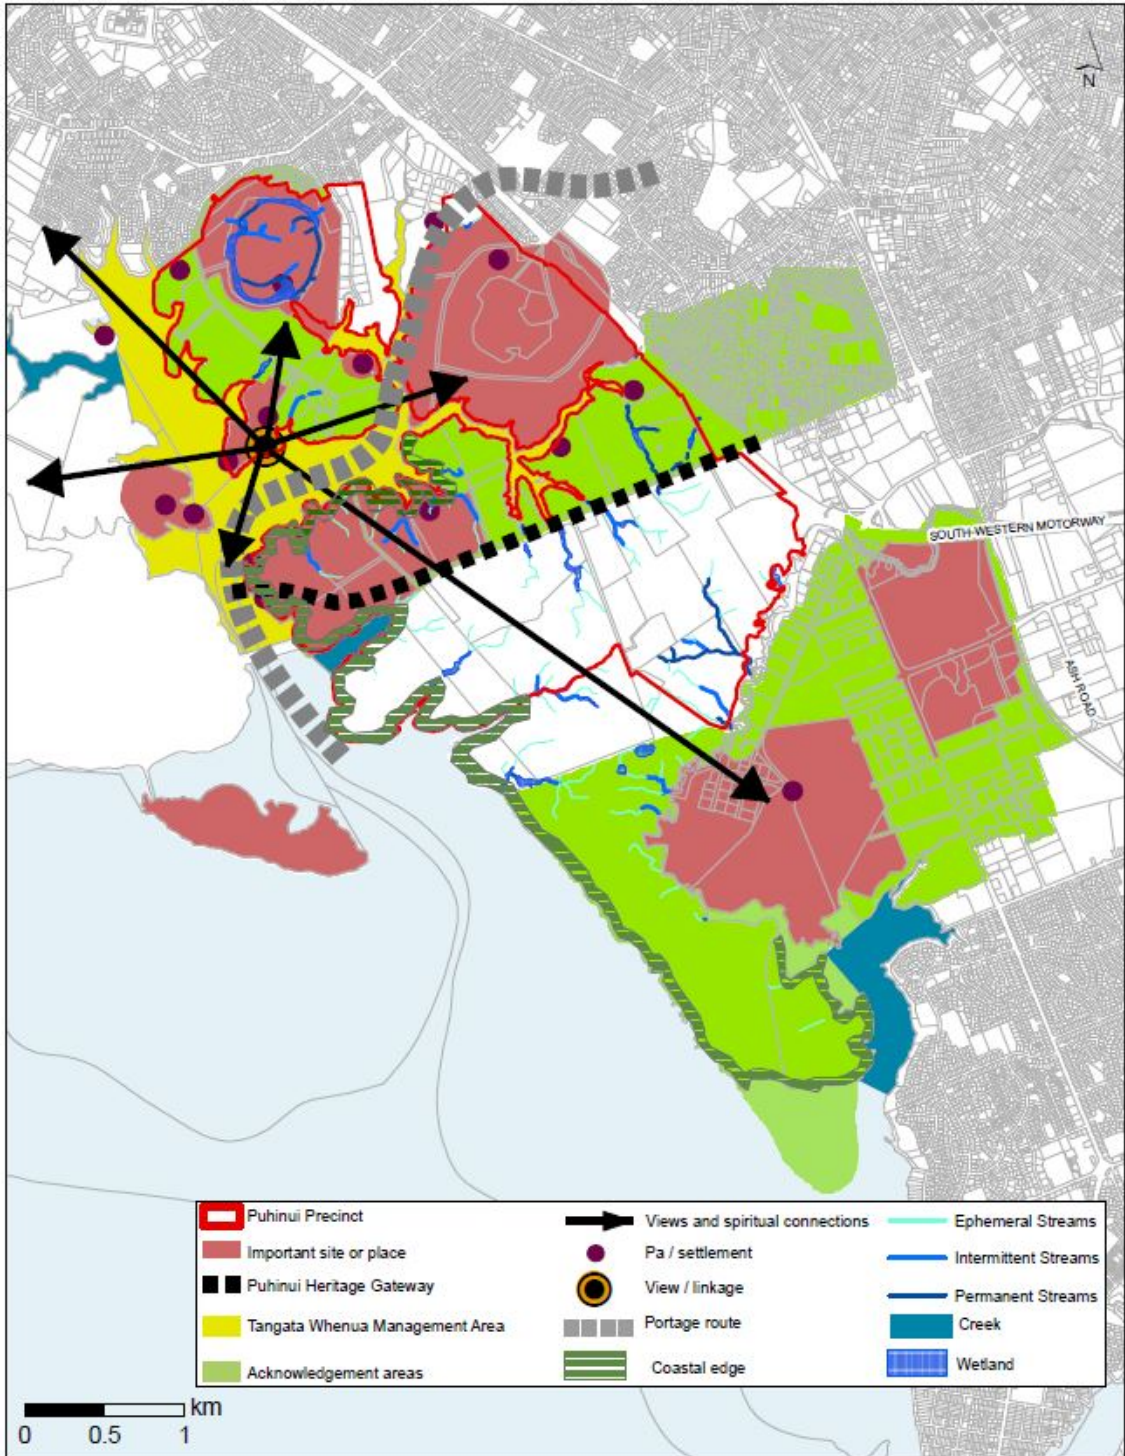 N
SOUTH-WESTERN MOTORWAY
ASH ROAD
Puhinui Precinct
Important site or place
Puhinui Heritage Gateway
Tangata Whenua Management Area
Acknowledgement areas
Views and spiritual connections
Pa / settlement
View / linkage
Portage route
Coastal edge
Ephemeral Streams
Intermittent Streams
Permanent Streams
Creek
Wetland
km
0 0.5 1